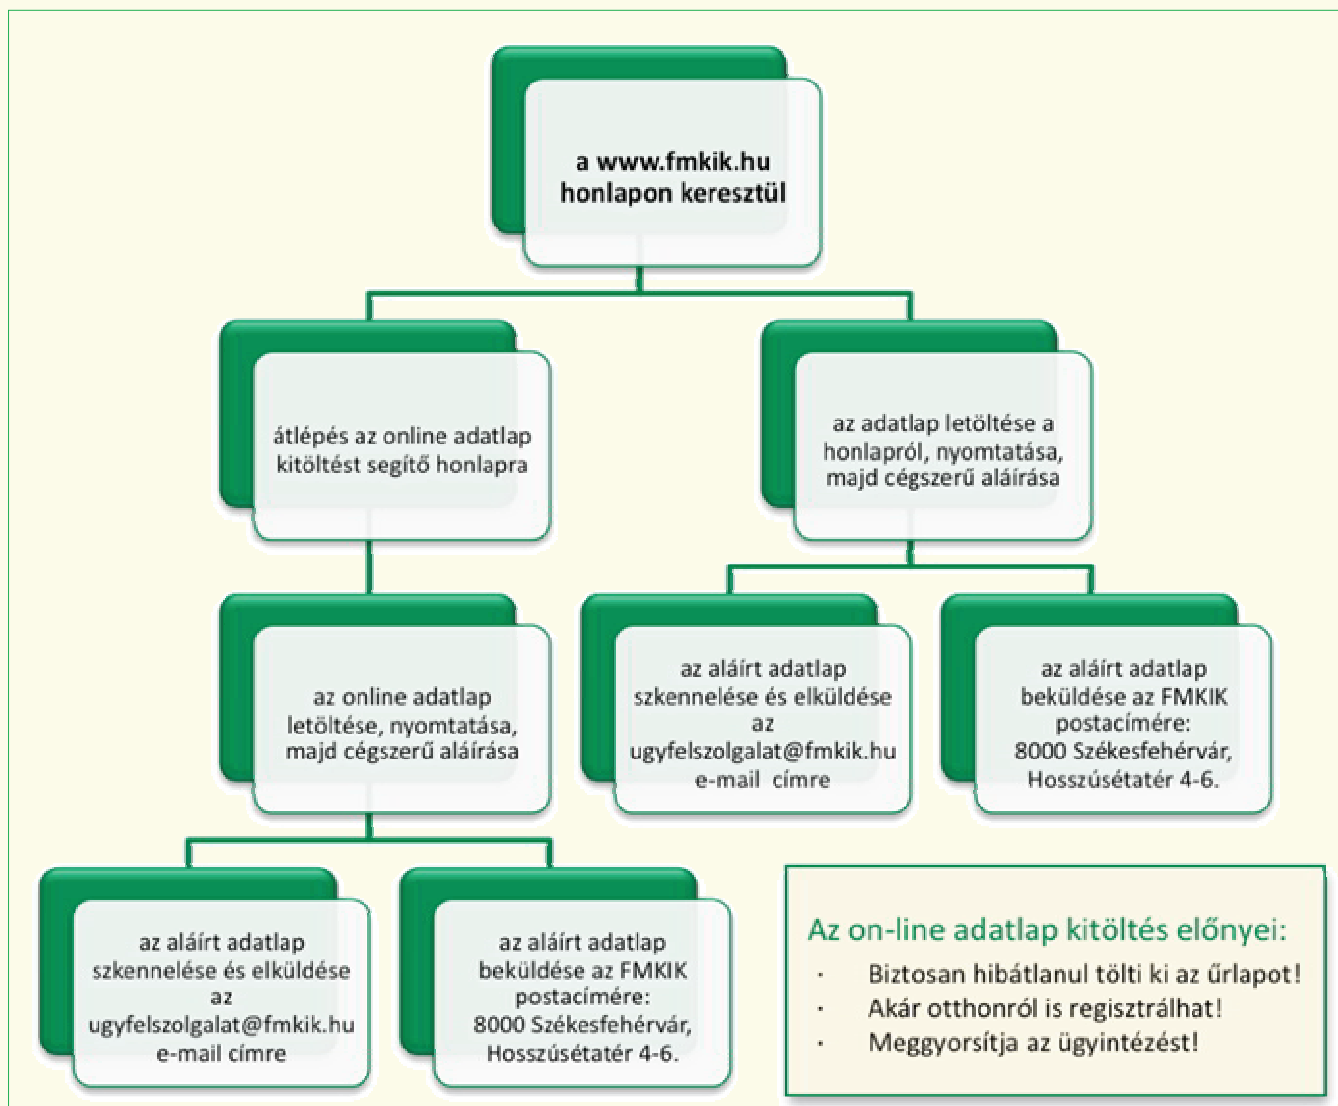 a www.fmkik.hu
honlapon keresztül
átlépés az online adatlap
kitöltést segítő honlapra
az adatlap letöltése a
honlapról, nyomtatása,
majd cégszerű aláírása
az online adatlap
letöltése, nyomtatása,
majd cégszerű aláírása
az aláírt adatlap
szkennelése és elküldése
az
ugyfelszolgalat@fmkik.hu
e-mail címre
az aláírt adatlap
beküldése az FMKIK
postacímére:
8000 Székesfehérvár,
Hosszúsétatér 4-6.
az aláírt adatlap
szkennelése és elküldése
az
ugyfelszolgalat@fmkik.hu
e-mail címre
az aláírt adatlap
beküldése az FMKIK
postacímére:
8000 Székesfehérvár,
Hosszúsétatér 4-6.
Az on-line adatlap kitöltés előnyei:
· Biztosan hibátlanul tölti ki az űrlapot!
· Akár otthonról is regisztrálhat!
· Meggyorsítja az ügyintézést!